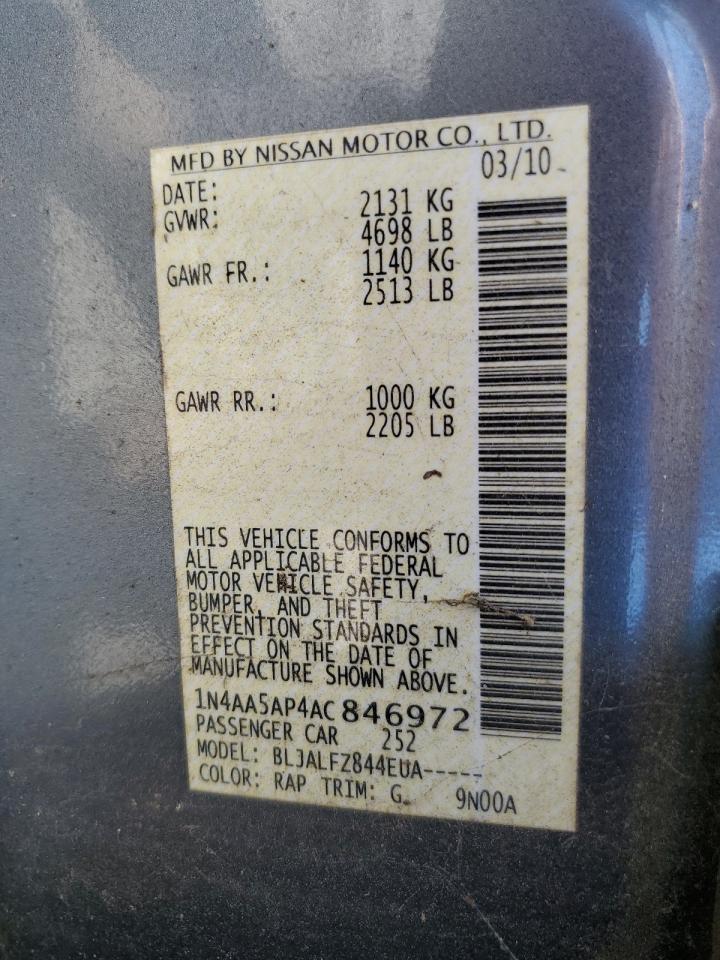 MFD BY NISSAN MOTOR CO., LTD.
DATE: 03/10
GVWR: 2131 KG
4698 LB
GAWR FR.: 1140 KG
2513 LB
GAWR RR.: 1000 KG
2205 LB
THIS VEHICLE CONFORMS TO
ALL APPLICABLE FEDERAL
MOTOR VEHICLE SAFETY,
BUMPER, AND THEFT
PREVENTION STANDARDS IN
EFFECT ON THE DATE OF
MANUFACTURE SHOWN ABOVE.
1N4AA5AP4AC846972
PASSENGER CAR 252
MODEL: BLJALFZ844EUA-----
COLOR: RAP TRIM: G 9N00A